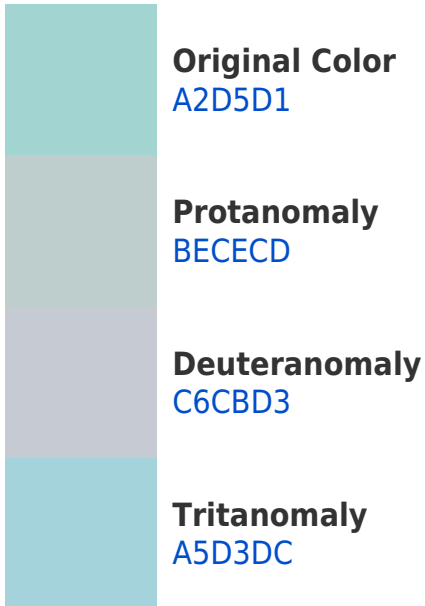 Original Color
A2D5D1
Protanomaly
BECECD
Deuteranomaly
C6CBD3
Tritanomaly
A5D3DC